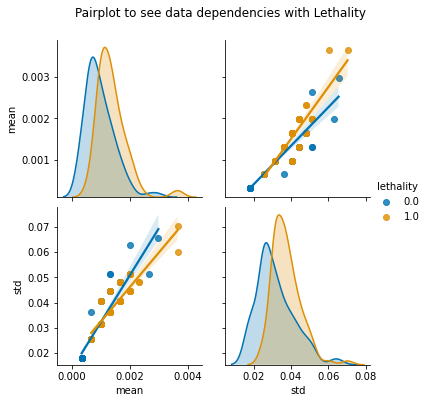 Pairplot to see data dependencies with Lethality
0.003
0.002
0.001
mean
lethality
0.0
1.0
0.07
0.06
0.05
0.04
0.03
0.02
std
0.000 0.002 0.004
mean
0.02 0.04 0.06 0.08
std